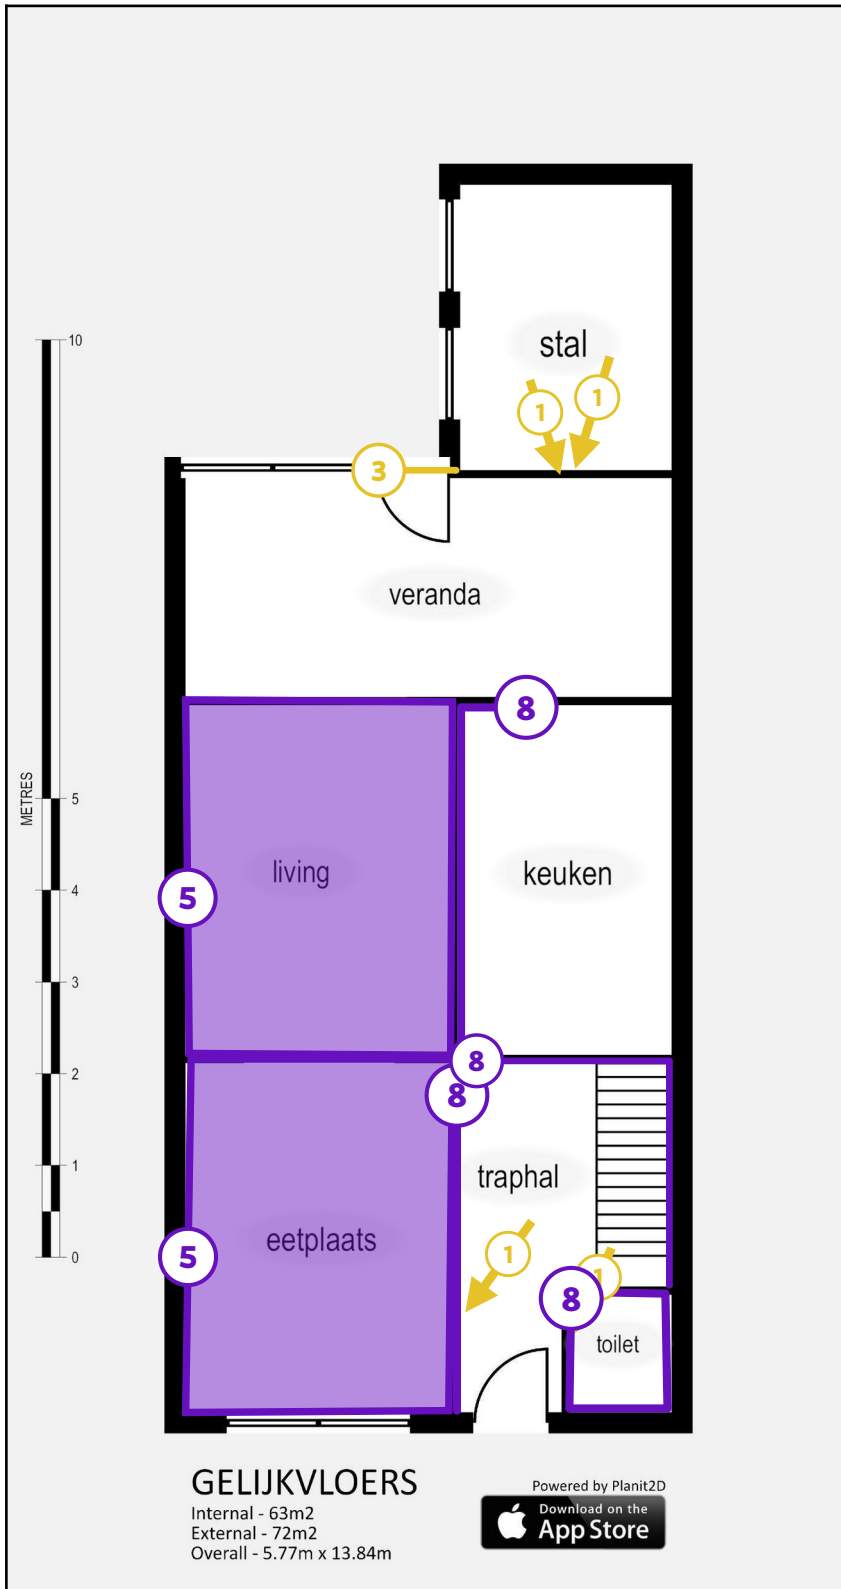 stal
10
1
1
3
veranda
8
METRES
5
living
keuken
5
4
3
8
2
8
traphal
1
1
eetplaats
5
0
1
8
toilet
GELIJKVLOERS
Internal - 63m2
External - 72m2
Overall - 5.77m x 13.84m
Powered by Planit2D
Download on the
App Store